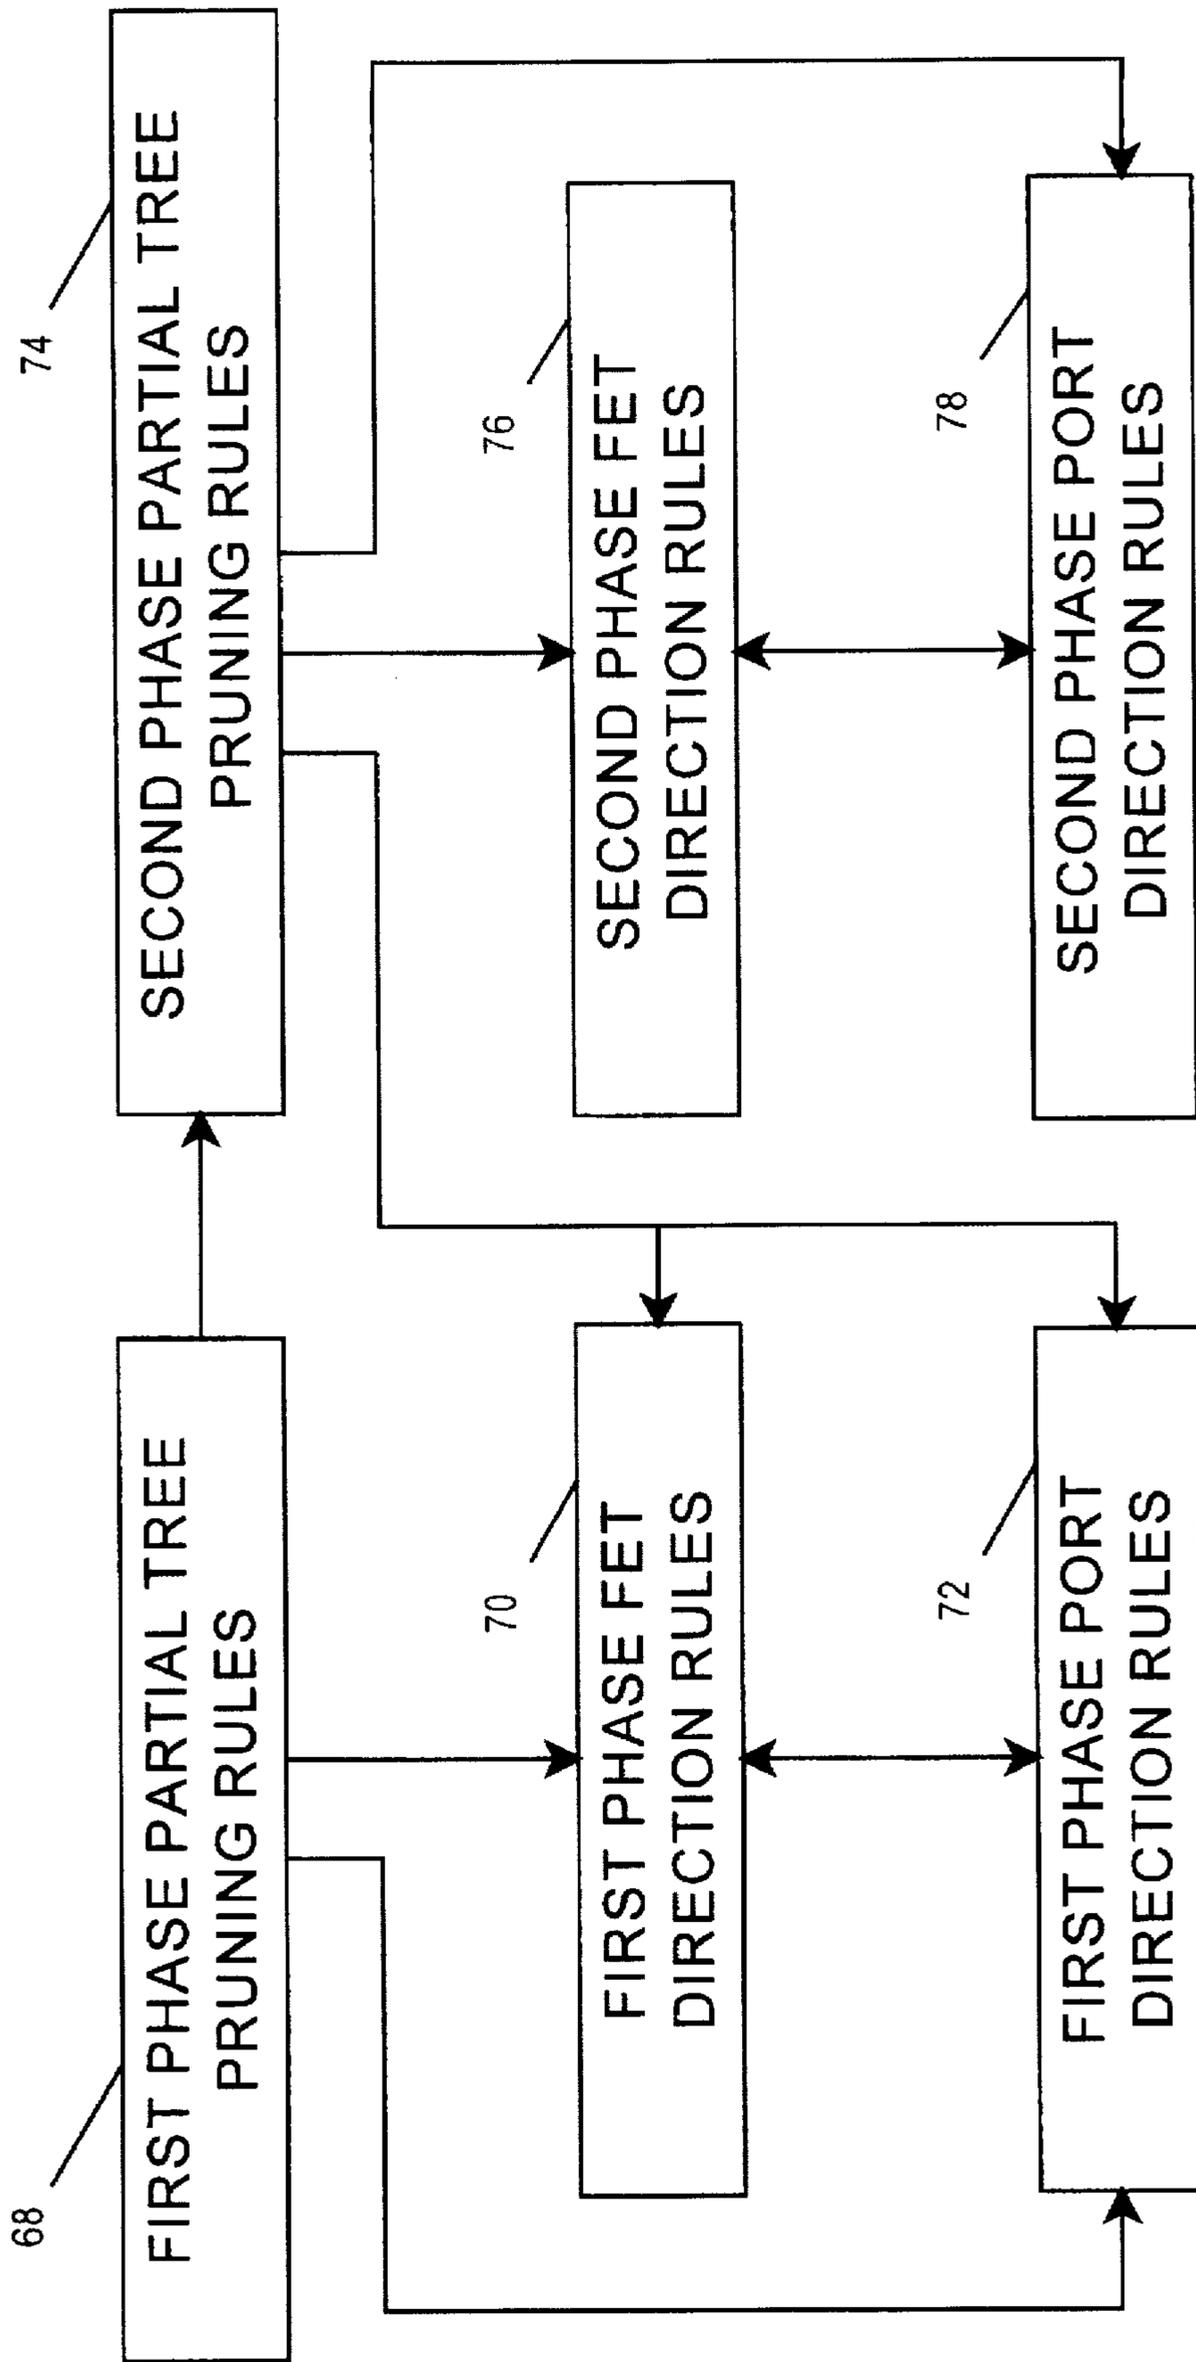 68
FIRST PHASE PARTIAL TREE
PRUNING RULES
74
SECOND PHASE PARTIAL TREE
PRUNING RULES
70
FIRST PHASE FET
DIRECTION RULES
76
SECOND PHASE FET
DIRECTION RULES
72
FIRST PHASE PORT
DIRECTION RULES
78
SECOND PHASE PORT
DIRECTION RULES